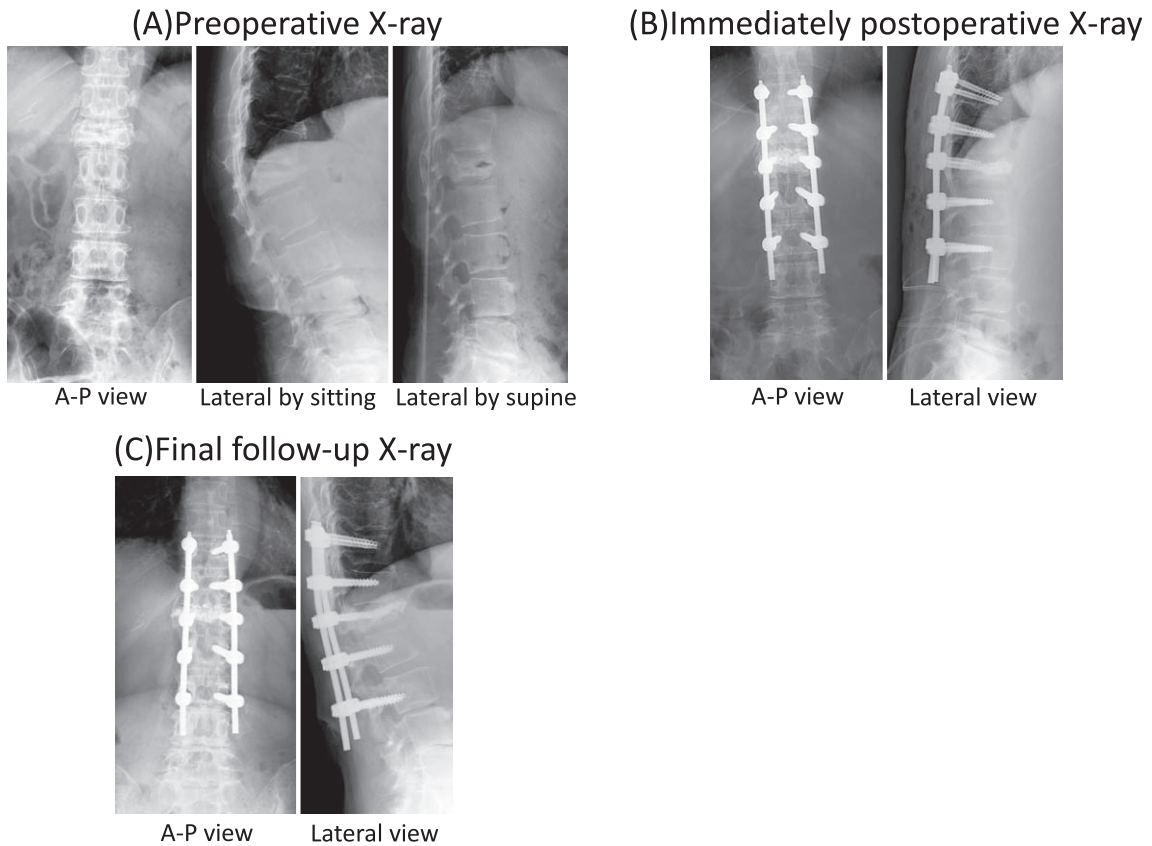 (A)Preoperative X-ray
(B)Immediately postoperative X-ray
A-P view
Lateral by sitting
Lateral by supine
A-P view
Lateral view
(C)Final follow-up X-ray
A-P view
Lateral view